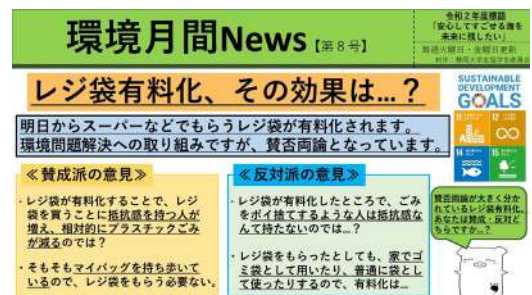 環境月間News【第8号】
令和2年度標語
「安心してすごせる海を
未来に残したい」
毎週火曜日・金曜日更新
レジ袋有料化、その効果は…?
SUSTAINABLE
DEVELOPMENT
GOALS
明日からスーパーなどでもらうレジ袋が有料化されます。
環境問題解決への取り組みですが、賛否両論となっています。
11
12
14
15
≪賛成派の意見≫
・レジ袋が有料化することで、レジ
袋を買うことに抵抗感を持つ人が
増え、相対的にプラスチックごみ
が減るのでは?
・そもそもマイバッグを持ち歩いて
いるので、レジ袋をもらう必要ない。
≪反対派の意見≫
・レジ袋が有料化したところで、ごみ
をポイ捨てするような人は抵抗感な
んて持たないのでは…?
・レジ袋をもらったとしても、家でゴ
ミ袋として用いたり、普通に袋とし
て使ったりするので、有料化は…
賛否両論が大きく分か
れているレジ袋有料化、
あなたは賛成・反対ど
ちらですか…?